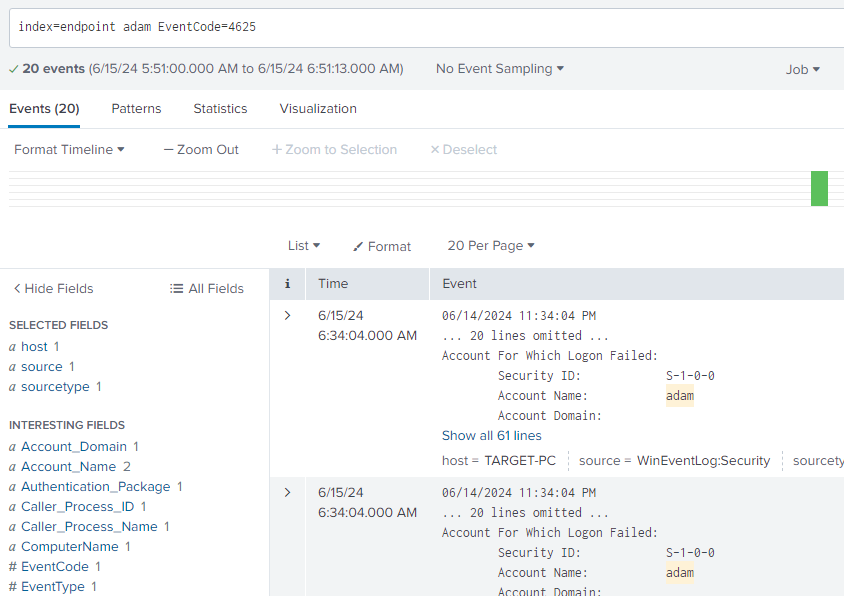 index=endpoint adam EventCode=4625
20 events (6/15/24 5:51:00.000 AM to 6/15/24 6:51:13.000 AM) No Event Sampling Job
Events (20) Patterns Statistics Visualization
Format Timeline — Zoom Out + Zoom to Selection × Deselect
List Format 20 Per Page
< Hide Fields All Fields
i Time Event
SELECTED FIELDS
a host 1
a source 1
a sourcetype 1
INTERESTING FIELDS
a Account_Domain 1
a Account_Name 2
a Authentication_Package 1
a Caller_Process_ID 1
a Caller_Process_Name 1
a ComputerName 1
# EventCode 1
# EventType 1
> 6/15/24 06/14/2024 11:34:04 PM
6:34:04.000 AM ... 20 lines omitted ...
Account For Which Logon Failed:
Security ID: S-1-0-0
Account Name: adam
Account Domain:
Show all 61 lines
host = TARGET-PC source = WinEventLog:Security sourcety
> 6/15/24 06/14/2024 11:34:04 PM
6:34:04.000 AM ... 20 lines omitted ...
Account For Which Logon Failed:
Security ID: S-1-0-0
Account Name: adam
Account Domain: